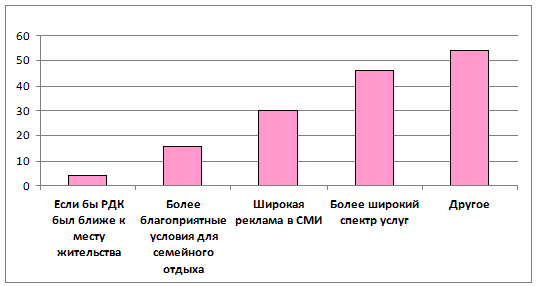 60
50
40
30
20
10
0
Если бы РДК
был ближе к
месту
жительства
Более
благоприятные
условия для
семейного
отдыха
Широкая
реклама в СМИ
Более широкий
спектр услуг
Другое